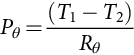 P_θ = (T_1 − T_2) / R_θ